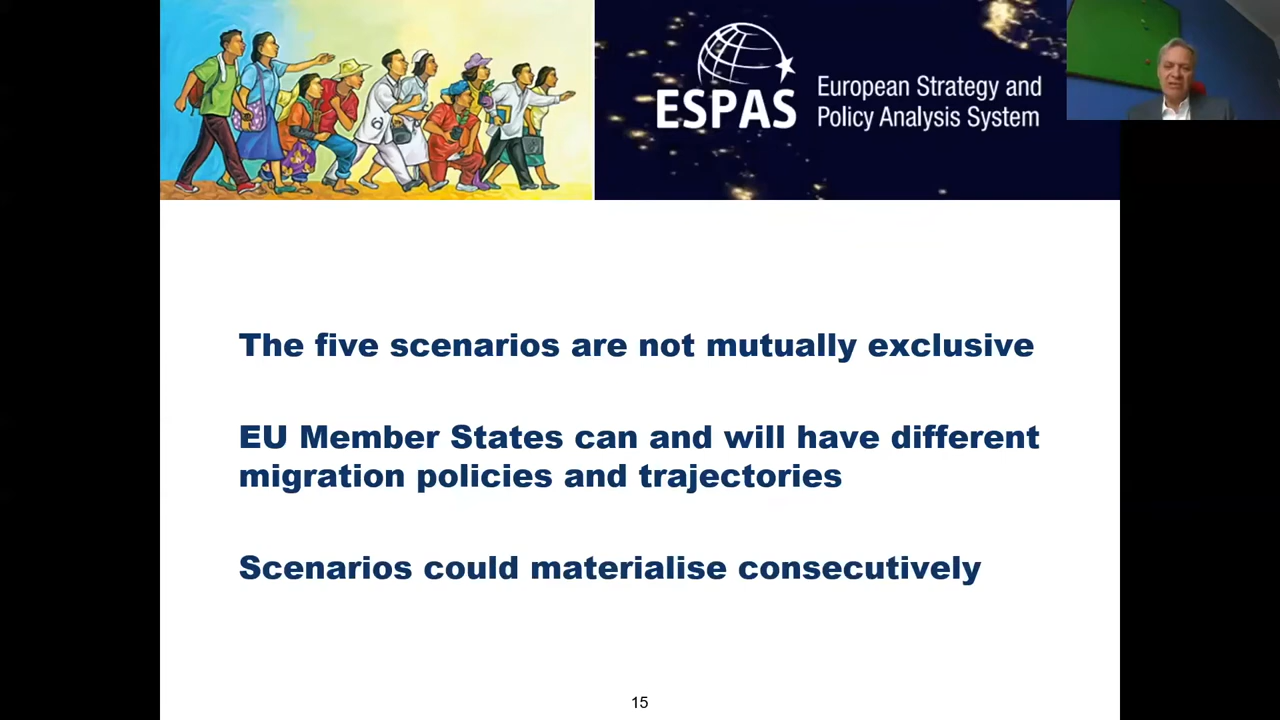 ESPAS
European Strategy and
Policy Analysis System
The five scenarios are not mutually exclusive
EU Member States can and will have different
migration policies and trajectories
Scenarios could materialise consecutively
15